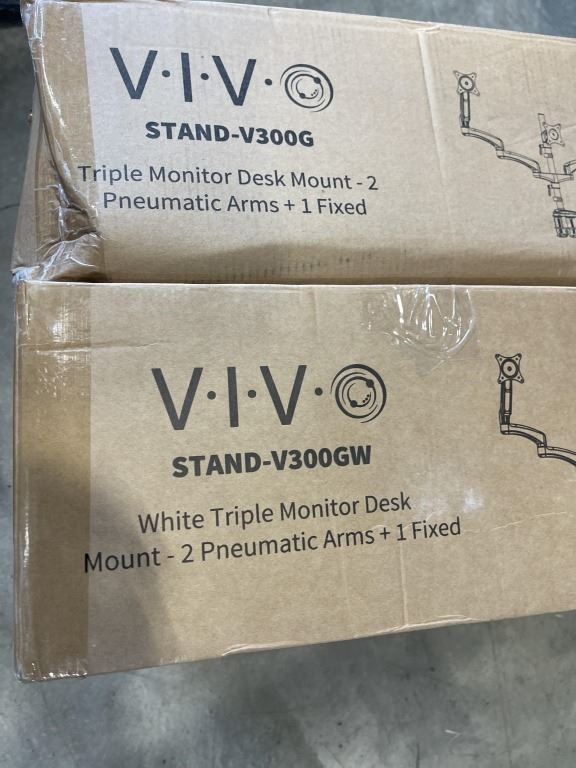 V·I·V·O
STAND-V300G
Triple Monitor Desk Mount - 2
Pneumatic Arms + 1 Fixed
V·I·V·O
STAND-V300GW
White Triple Monitor Desk
Mount - 2 Pneumatic Arms + 1 Fixed